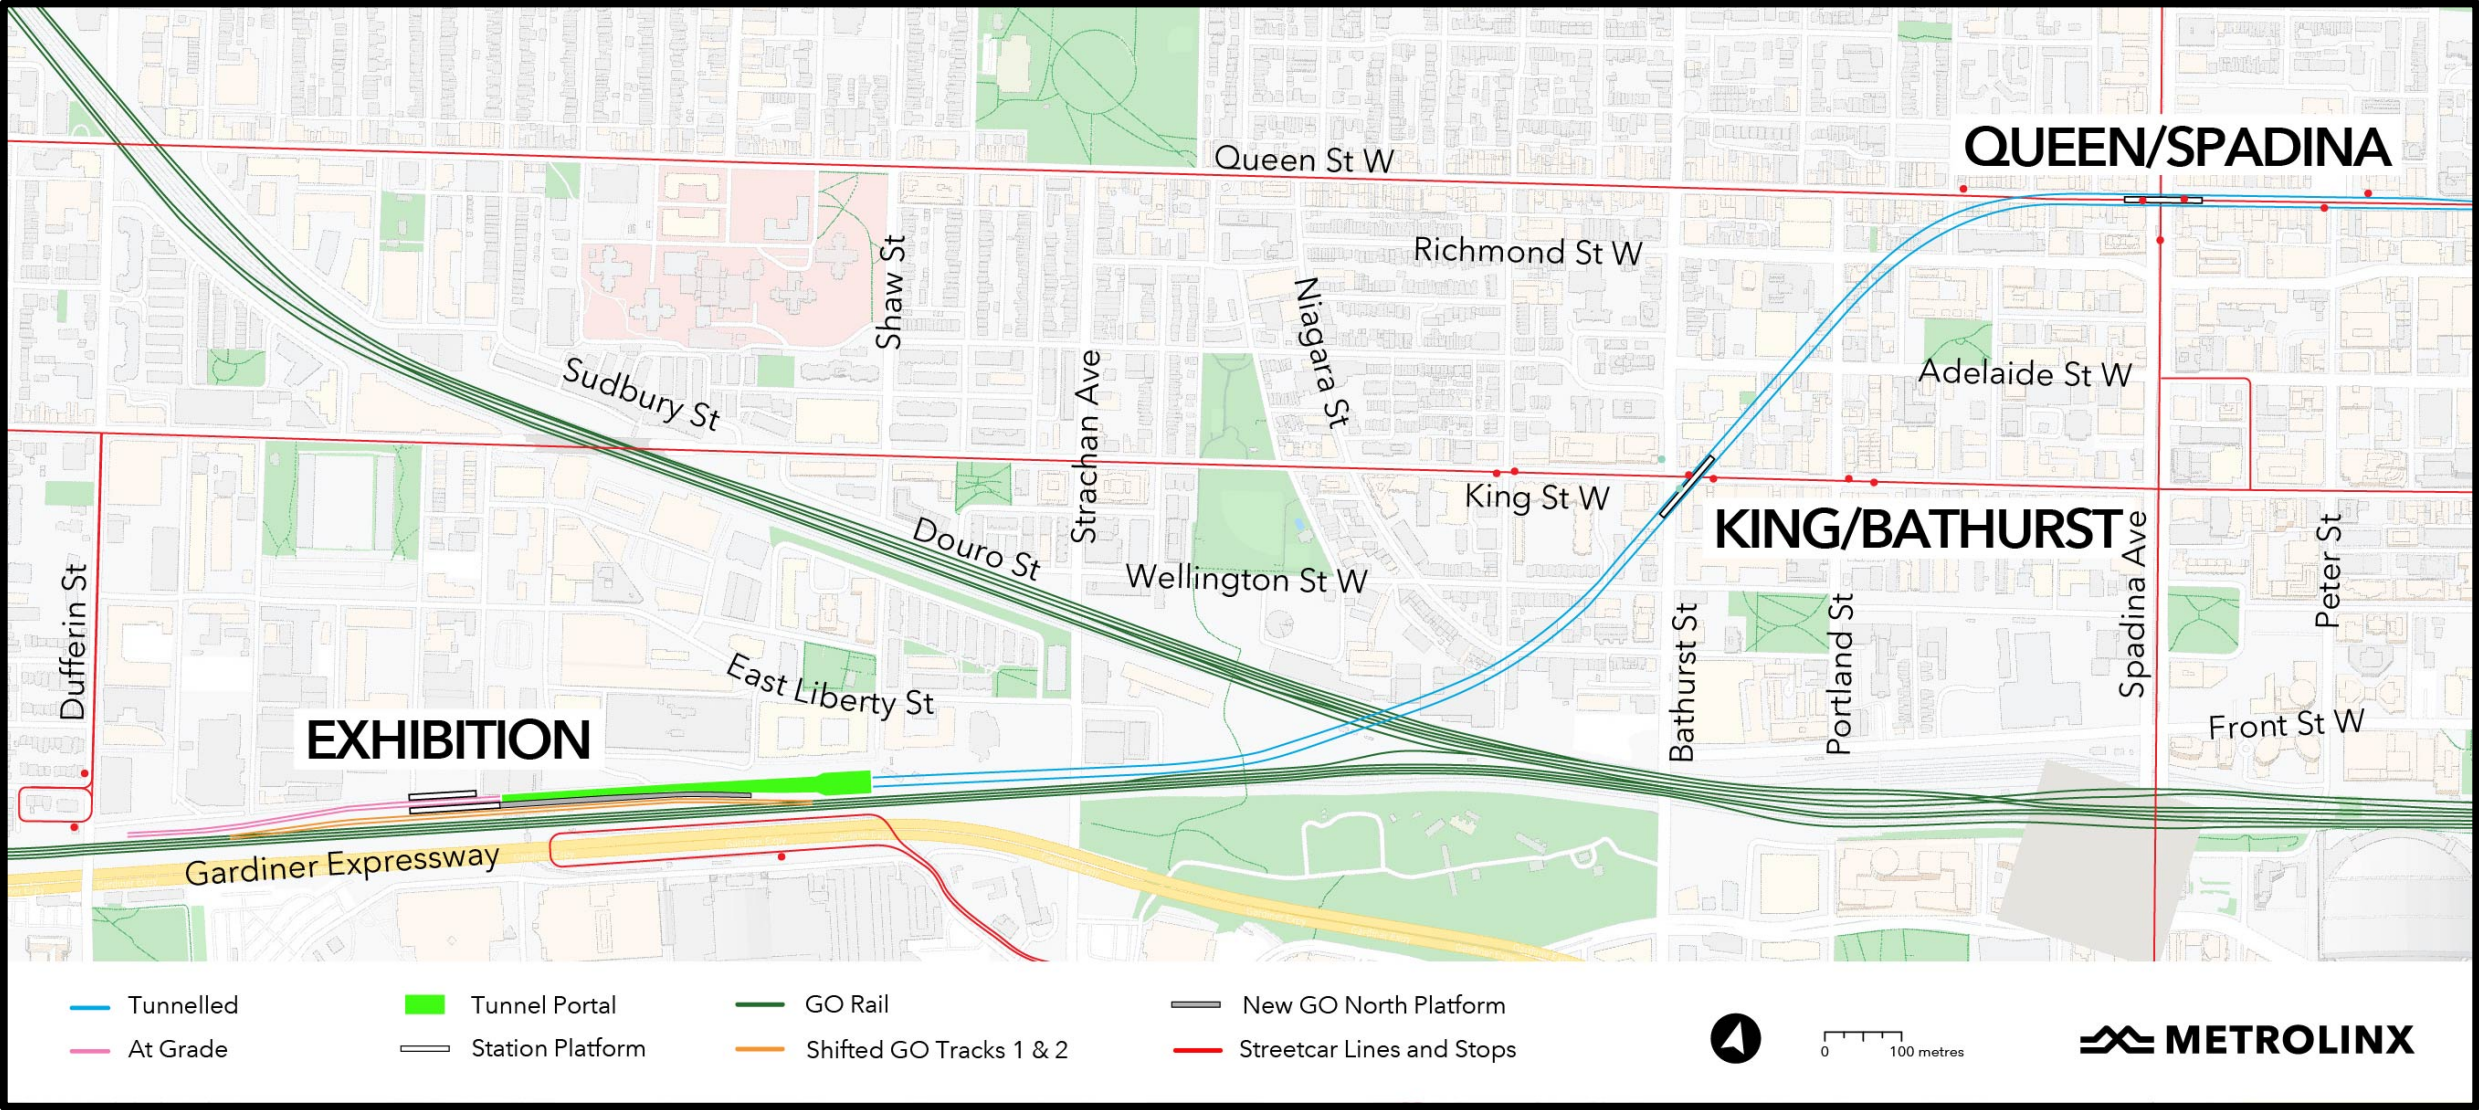 QUEEN/SPADINA
Queen St W
Richmond St W
Shaw St
Niagara St
Adelaide St W
Sudbury St
Strachan Ave
King St W
KING/BATHURST
Douro St
Wellington St W
Spadina Ave
Peter St
Dufferin St
Bathurst St
Portland St
East Liberty St
Front St W
EXHIBITION
Gardiner Expressway
Tunnelled
Tunnel Portal
GO Rail
New GO North Platform
At Grade
Station Platform
Shifted GO Tracks 1 & 2
Streetcar Lines and Stops
0 100 metres
METROLINX